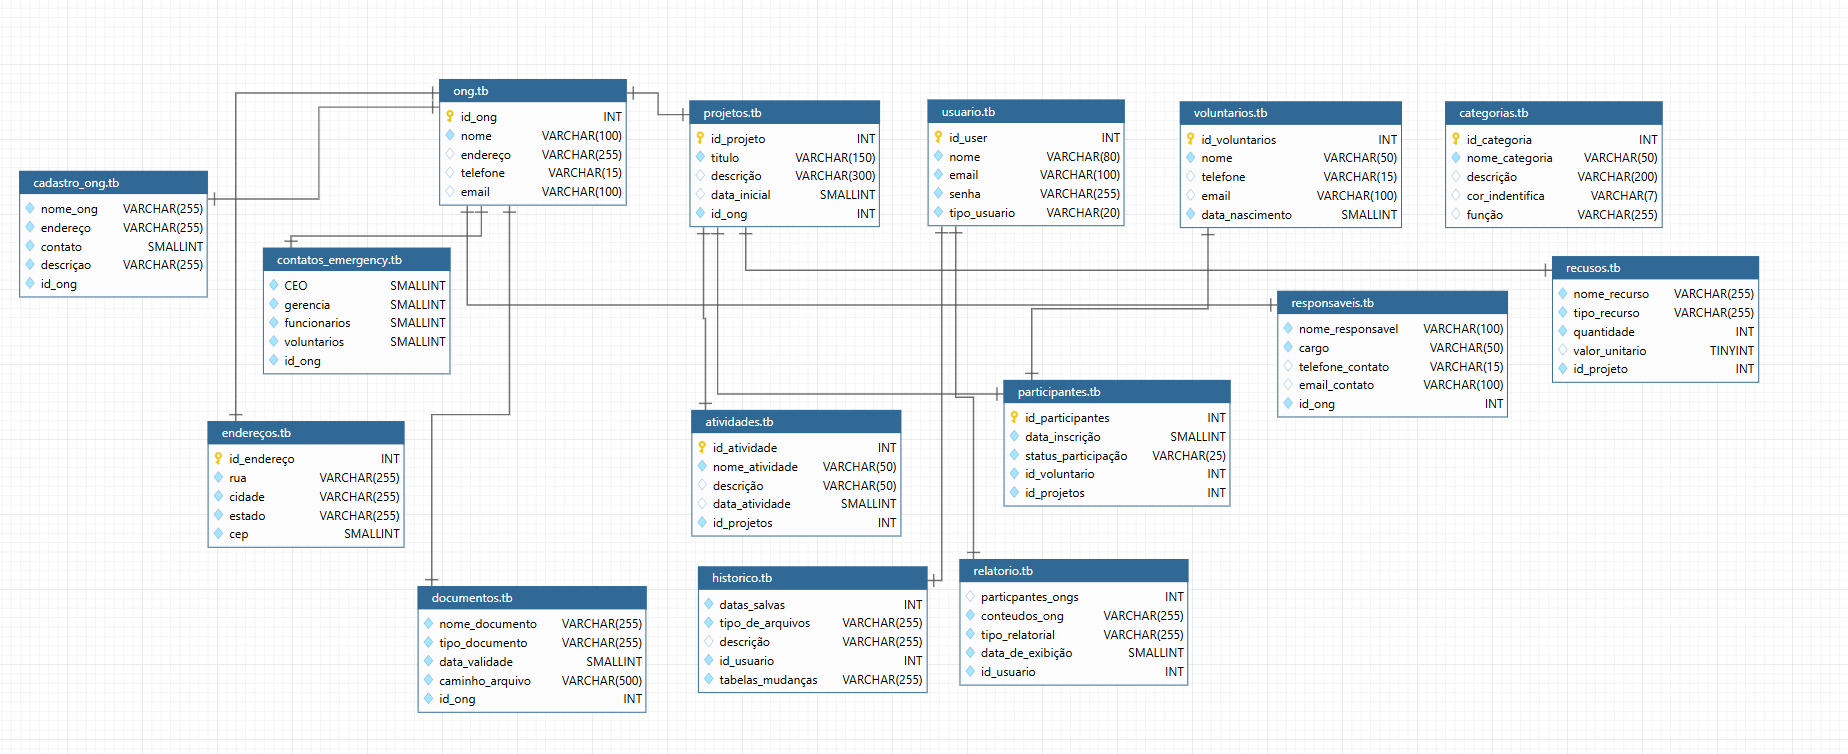 ong.tb
id_ong INT
nome VARCHAR(100)
endereço VARCHAR(255)
telefone VARCHAR(15)
email VARCHAR(100)
projetos.tb
id_projeto INT
titulo VARCHAR(150)
descrição VARCHAR(300)
data_inicial SMALLINT
id_ong INT
usuario.tb
id_user INT
nome VARCHAR(80)
email VARCHAR(100)
senha VARCHAR(255)
tipo_usuario VARCHAR(20)
voluntarios.tb
id_voluntarios INT
nome VARCHAR(50)
telefone VARCHAR(15)
email VARCHAR(100)
data_nascimento SMALLINT
categorias.tb
id_categoria INT
nome_categoria VARCHAR(50)
descrição VARCHAR(200)
cor_indentifica VARCHAR(7)
função VARCHAR(255)
cadastro_ong.tb
nome_ong VARCHAR(255)
endereço VARCHAR(255)
contato SMALLINT
descriçao VARCHAR(255)
id_ong
contatos_emergency.tb
CEO SMALLINT
gerencia SMALLINT
funcionarios SMALLINT
voluntarios SMALLINT
id_ong
recusos.tb
nome_recurso VARCHAR(255)
tipo_recurso VARCHAR(255)
quantidade INT
valor_unitario TINYINT
id_projeto INT
responsaveis.tb
nome_responsavel VARCHAR(100)
cargo VARCHAR(50)
telefone_contato VARCHAR(15)
email_contato VARCHAR(100)
id_ong INT
participantes.tb
id_participantes INT
data_inscrição SMALLINT
status_participação VARCHAR(25)
id_voluntario INT
id_projetos INT
atividades.tb
id_atividade INT
nome_atividade VARCHAR(50)
descrição VARCHAR(50)
data_atividade SMALLINT
id_projetos INT
endereços.tb
id_endereço INT
rua VARCHAR(255)
cidade VARCHAR(255)
estado VARCHAR(255)
cep SMALLINT
documentos.tb
nome_documento VARCHAR(255)
tipo_documento VARCHAR(255)
data_validade SMALLINT
caminho_arquivo VARCHAR(500)
id_ong INT
historico.tb
datas_salvas INT
tipo_de_arquivos VARCHAR(255)
descrição VARCHAR(255)
id_usuario INT
tabelas_mudanças VARCHAR(255)
relatorio.tb
particpantes_ongs INT
conteudos_ong VARCHAR(255)
tipo_relatorial VARCHAR(255)
data_de_exibição SMALLINT
id_usuario INT